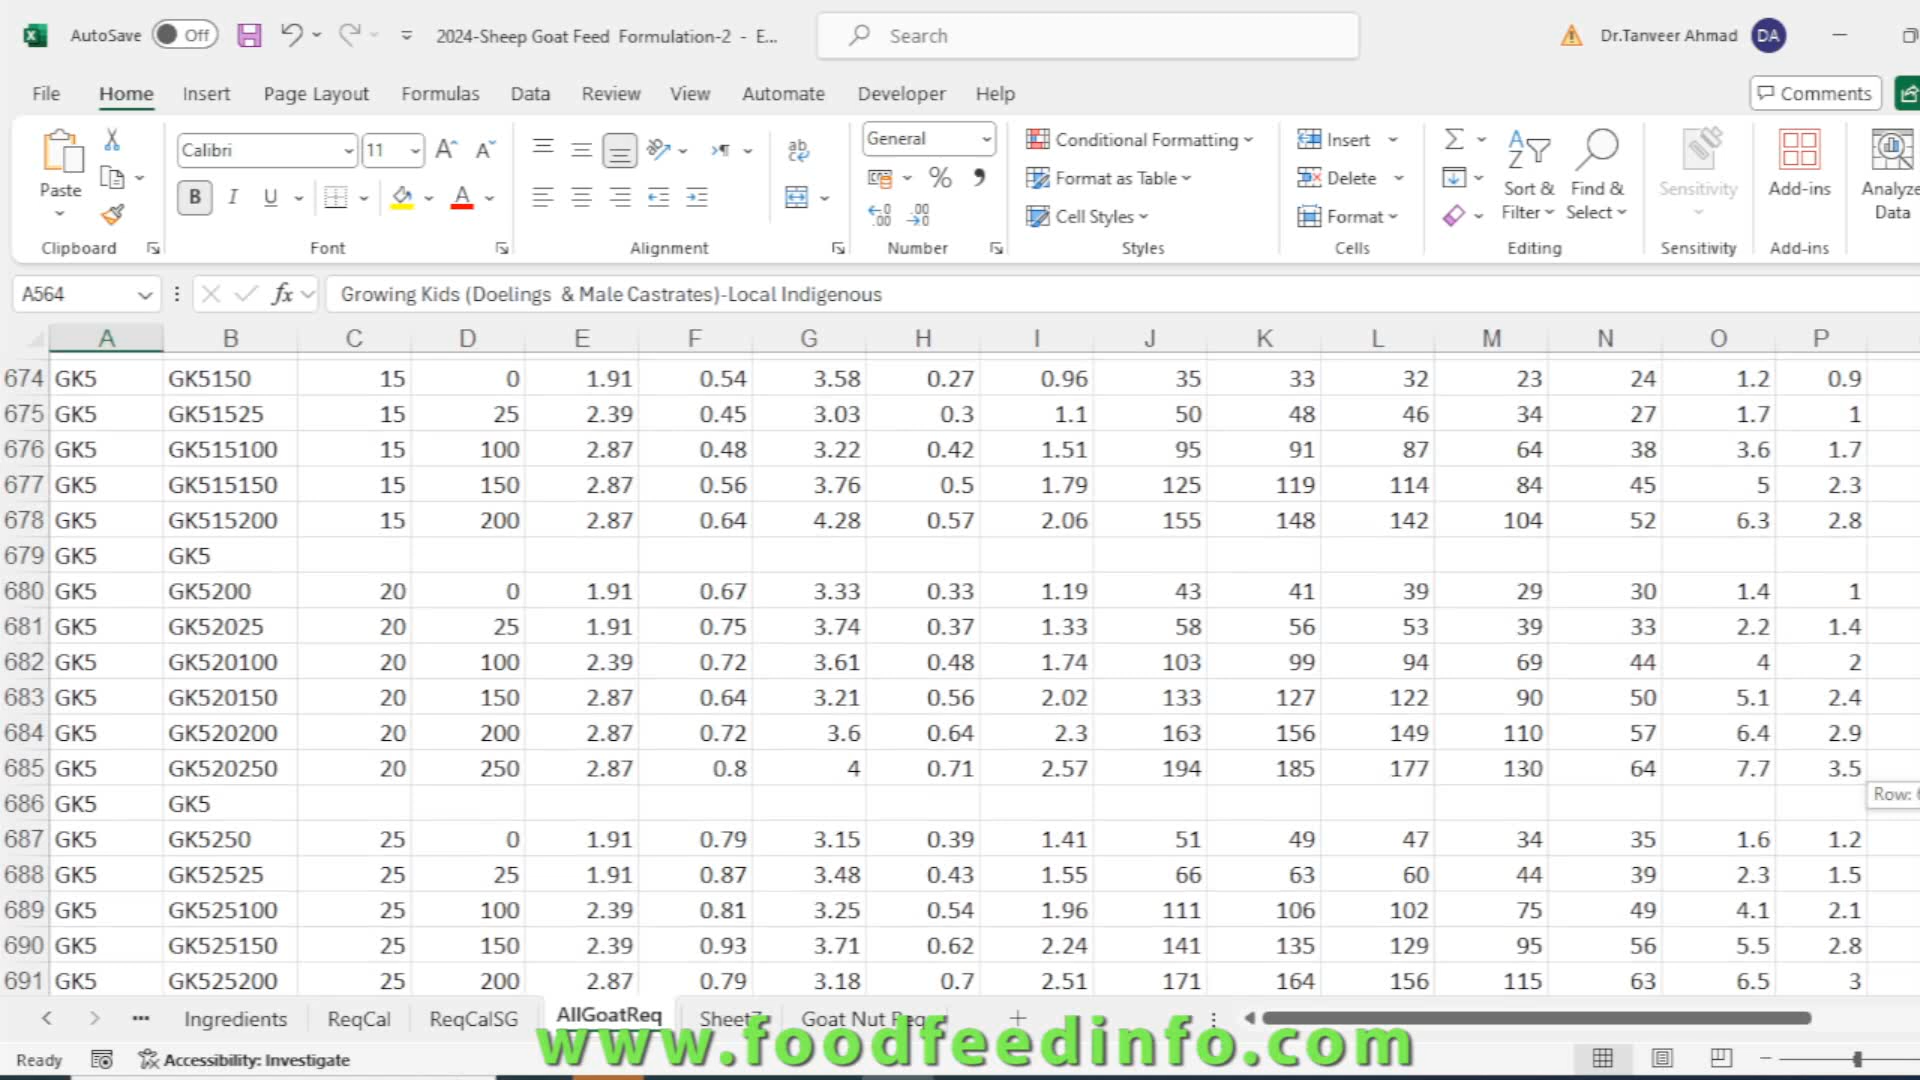 AutoSave Off 2024-Sheep Goat Feed Formulation-2 - E... Search Dr.Tanveer Ahmad DA
File Home Insert Page Layout Formulas Data Review View Automate Developer Help Comments
Paste Calibri 11 General Conditional Formatting Format as Table Cell Styles Insert Delete Format Sort & Filter Find & Select Sensitivity Add-ins Analyze Data
Clipboard Font Alignment Number Styles Cells Editing Sensitivity Add-ins
A564 fx Growing Kids (Doelings & Male Castrates)-Local Indigenous
A B C D E F G H I J K L M N O P
674 GK5 GK5150 15 0 1.91 0.54 3.58 0.27 0.96 35 33 32 23 24 1.2 0.9
675 GK5 GK51525 15 25 2.39 0.45 3.03 0.3 1.1 50 48 46 34 27 1.7 1
676 GK5 GK515100 15 100 2.87 0.48 3.22 0.42 1.51 95 91 87 64 38 3.6 1.7
677 GK5 GK515150 15 150 2.87 0.56 3.76 0.5 1.79 125 119 114 84 45 5 2.3
678 GK5 GK515200 15 200 2.87 0.64 4.28 0.57 2.06 155 148 142 104 52 6.3 2.8
679 GK5 GK5
680 GK5 GK5200 20 0 1.91 0.67 3.33 0.33 1.19 43 41 39 29 30 1.4 1
681 GK5 GK52025 20 25 1.91 0.75 3.74 0.37 1.33 58 56 53 39 33 2.2 1.4
682 GK5 GK520100 20 100 2.39 0.72 3.61 0.48 1.74 103 99 94 69 44 4 2
683 GK5 GK520150 20 150 2.87 0.64 3.21 0.56 2.02 133 127 122 90 50 5.1 2.4
684 GK5 GK520200 20 200 2.87 0.72 3.6 0.64 2.3 163 156 149 110 57 6.4 2.9
685 GK5 GK520250 20 250 2.87 0.8 4 0.71 2.57 194 185 177 130 64 7.7 3.5
686 GK5 GK5 Row:
687 GK5 GK5250 25 0 1.91 0.79 3.15 0.39 1.41 51 49 47 34 35 1.6 1.2
688 GK5 GK52525 25 25 1.91 0.87 3.48 0.43 1.55 66 63 60 44 39 2.3 1.5
689 GK5 GK525100 25 100 2.39 0.81 3.25 0.54 1.96 111 106 102 75 49 4.1 2.1
690 GK5 GK525150 25 150 2.39 0.93 3.71 0.62 2.24 141 135 129 95 56 5.5 2.8
691 GK5 GK525200 25 200 2.87 0.79 3.18 0.7 2.51 171 164 156 115 63 6.5 3
Ingredients ReqCal ReqCalSG AllGoatReq Goat Nut
www.foodfeedinfo.com
Ready Accessibility: Investigate